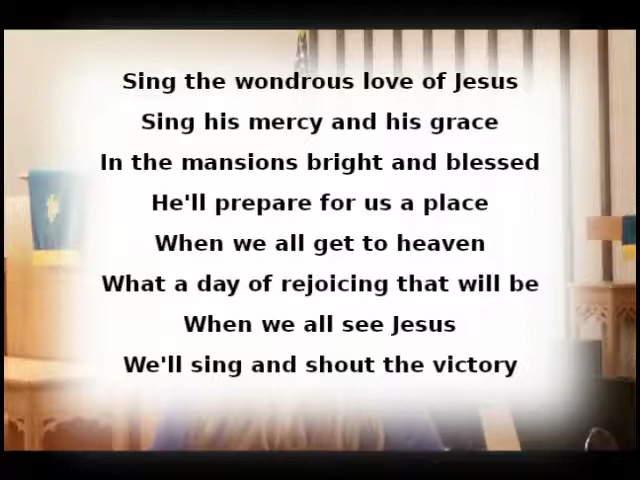 Sing the wondrous love of Jesus
Sing his mercy and his grace
In the mansions bright and blessed
He'll prepare for us a place
When we all get to heaven
What a day of rejoicing that will be
When we all see Jesus
We'll sing and shout the victory